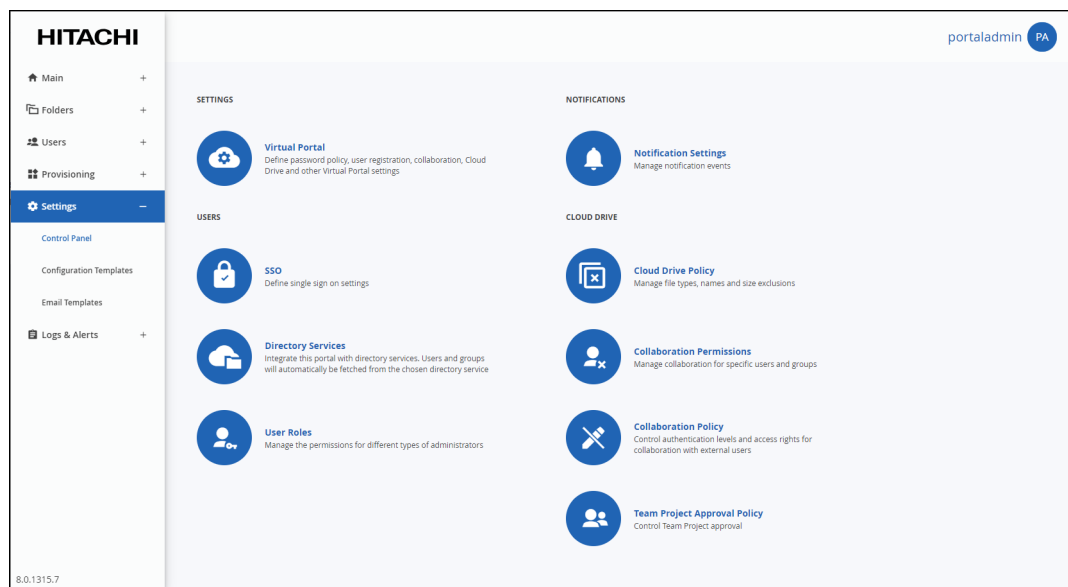 HITACHI
portaladmin PA
Main +
Folders +
Users +
Provisioning +
Settings −
Control Panel
Configuration Templates
Email Templates
Logs & Alerts +
8.0.1315.7
SETTINGS
Virtual Portal
Define password policy, user registration, collaboration, Cloud
Drive and other Virtual Portal settings
USERS
SSO
Define single sign on settings
Directory Services
Integrate this portal with directory services. Users and groups
will automatically be fetched from the chosen directory service
User Roles
Manage the permissions for different types of administrators
NOTIFICATIONS
Notification Settings
Manage notification events
CLOUD DRIVE
Cloud Drive Policy
Manage file types, names and size exclusions
Collaboration Permissions
Manage collaboration for specific users and groups
Collaboration Policy
Control authentication levels and access rights for
collaboration with external users
Team Project Approval Policy
Control Team Project approval